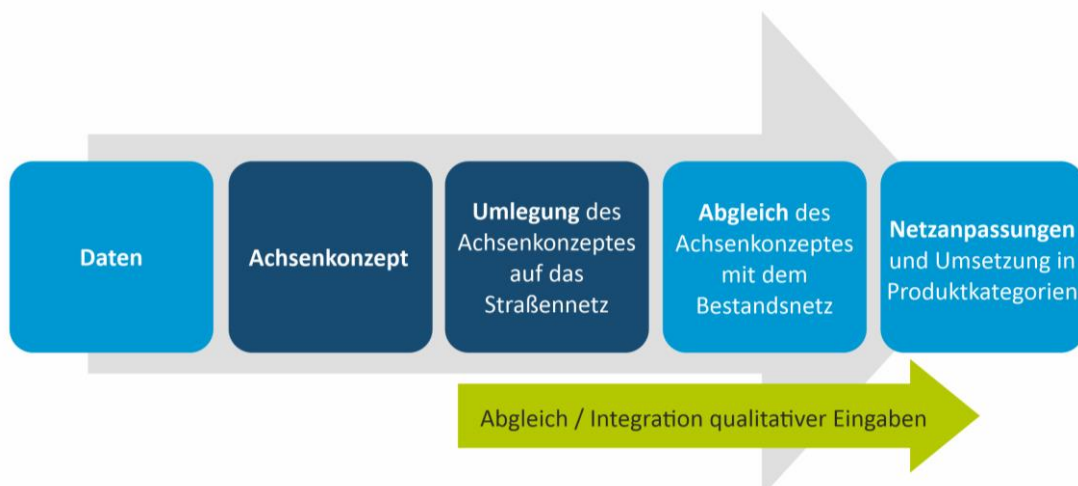 Daten
Achsenkonzept
Umlegung des
Achsenkonzeptes
auf das
Straßennetz
Abgleich des
Achsenkonzeptes
mit dem
Bestandsnetz
Netzanpassungen
und Umsetzung in
Produktkategorien
Abgleich / Integration qualitativer Eingaben